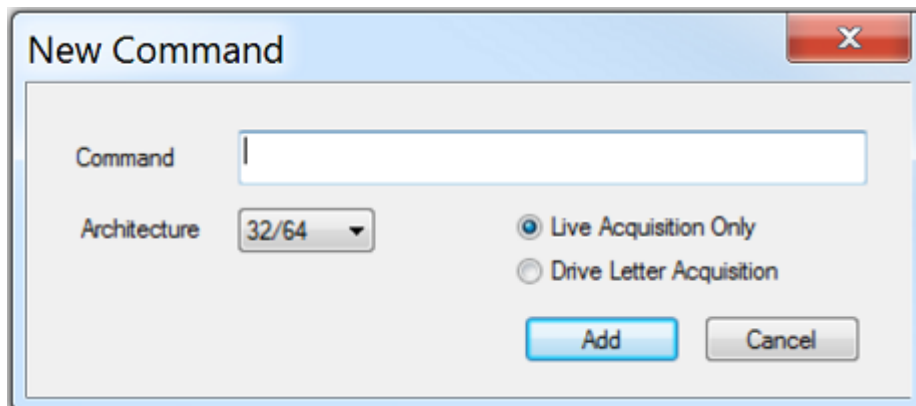 New Command
Command
Architecture 32/64
Live Acquisition Only
Drive Letter Acquisition
Add Cancel